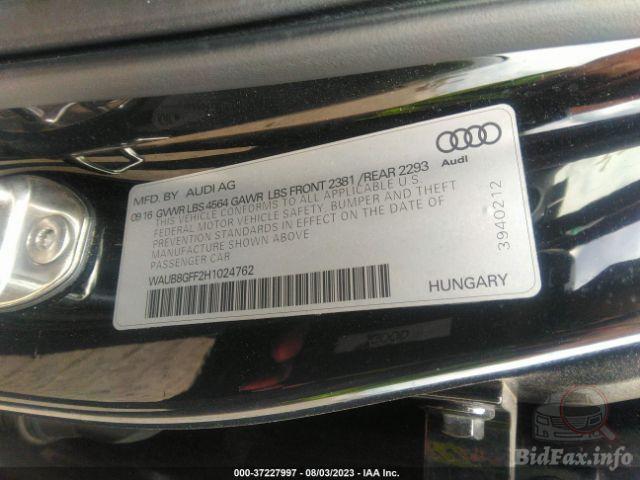 MFD. BY AUDI AG
Audi
09 16 GVWR LBS 4564 GAWR LBS FRONT 2381 /REAR 2293
THIS VEHICLE CONFORMS TO ALL APPLICABLE U.S.
FEDERAL MOTOR VEHICLE SAFETY, BUMPER AND THEFT
PREVENTION STANDARDS IN EFFECT ON THE DATE OF
MANUFACTURE SHOWN ABOVE
PASSENGER CAR
3940212
WAUB8GFF2H1024762
HUNGARY
BidFax.info
000-37227997 - 08/03/2023 - IAA Inc.